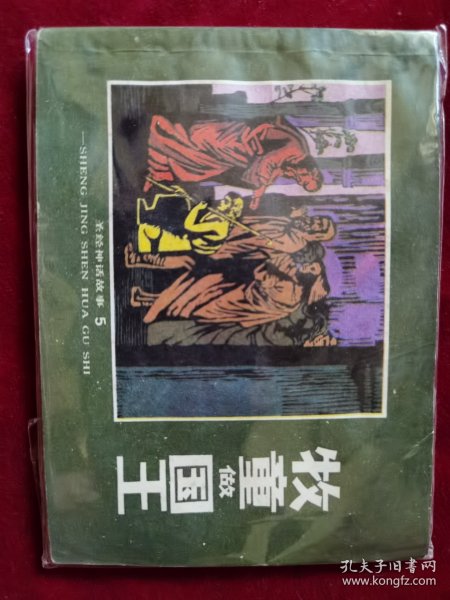 圣经神话故事 5
—SHENG JING SHEN HUA GU SHI
牧童做国王
孔夫子旧书网
www.kongfz.com